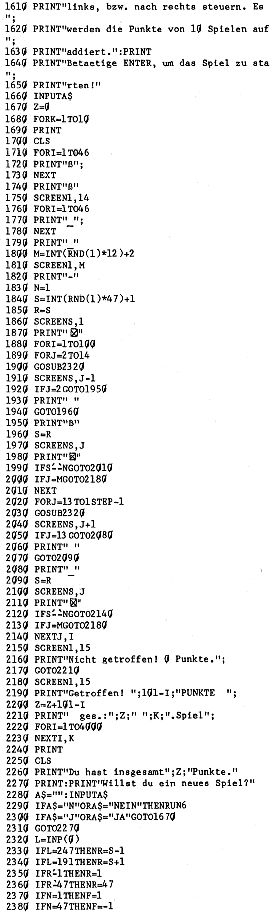 1610 PRINT"links, bzw. nach rechts steuern. Es
";
1620 PRINT"werden die Punkte von 10 Spielen auf
";
1630 PRINT"addiert.":PRINT
1640 PRINT"Betaetige ENTER, um das Spiel zu sta
";
1650 PRINT"rten!"
1660 INPUTA$
1670 Z=0
1680 FORK=1TO10
1690 PRINT
1700 CLS
1710 FORI=1TO46
1720 PRINT"B";
1730 NEXT
1740 PRINT"B"
1750 SCREEN1,14
1760 FORI=1TO46
1770 PRINT"_";
1780 NEXT
1790 PRINT"_"
1800 M=INT(RND(1)*12)+2
1810 SCREEN1,M
1820 PRINT"-"
1830 N=1
1840 S=INT(RND(1)*47)+1
1850 R=S
1860 SCREENS,1
1870 PRINT"☒"
1880 FORI=1TO100
1890 FORJ=2TO14
1900 GOSUB2320
1910 SCREENS,J-1
1920 IFJ=2GOTO1950
1930 PRINT" "
1940 GOTO1960
1950 PRINT"B"
1960 S=R
1970 SCREENS,J
1980 PRINT"☒"
1990 IFS--NGOTO2010
2000 IFJ=MGOTO2180
2010 NEXT
2020 FORJ=13TO1STEP-1
2030 GOSUB2320
2040 SCREENS,J+1
2050 IFJ=13GOTO2080
2060 PRINT" "
2070 GOTO2090
2080 PRINT"_"
2090 S=R
2100 SCREENS,J
2110 PRINT"☒"
2120 IFS--NGOTO2140
2130 IFJ=MGOTO2180
2140 NEXTJ,I
2150 SCREEN1,15
2160 PRINT"Nicht getroffen! 0 Punkte.";
2170 GOTO2210
2180 SCREEN1,15
2190 PRINT"Getroffen! ";101-I;"PUNKTE  ";
2200 Z=Z+101-I
2210 PRINT" ges.:";Z;" ";K;".Spiel";
2220 FORI=1TO4000
2230 NEXTI,K
2240 PRINT
2250 CLS
2260 PRINT"Du hast insgesamt";Z;"Punkte."
2270 PRINT:PRINT"Willst du ein neues Spiel?"
2280 A$="":INPUTA$
2290 IFA$="N"ORA$="NEIN"THENRUN6
2300 IFA$="J"ORA$="JA"GOTO1670
2310 GOTO2270
2320 L=INP(0)
2330 IFL=247THENR=S-1
2340 IFL=191THENR=S+1
2350 IFR-1THENR=1
2360 IFR-47THENR=47
2370 IFN=1THENF=1
2380 IFN=47THENF=-1